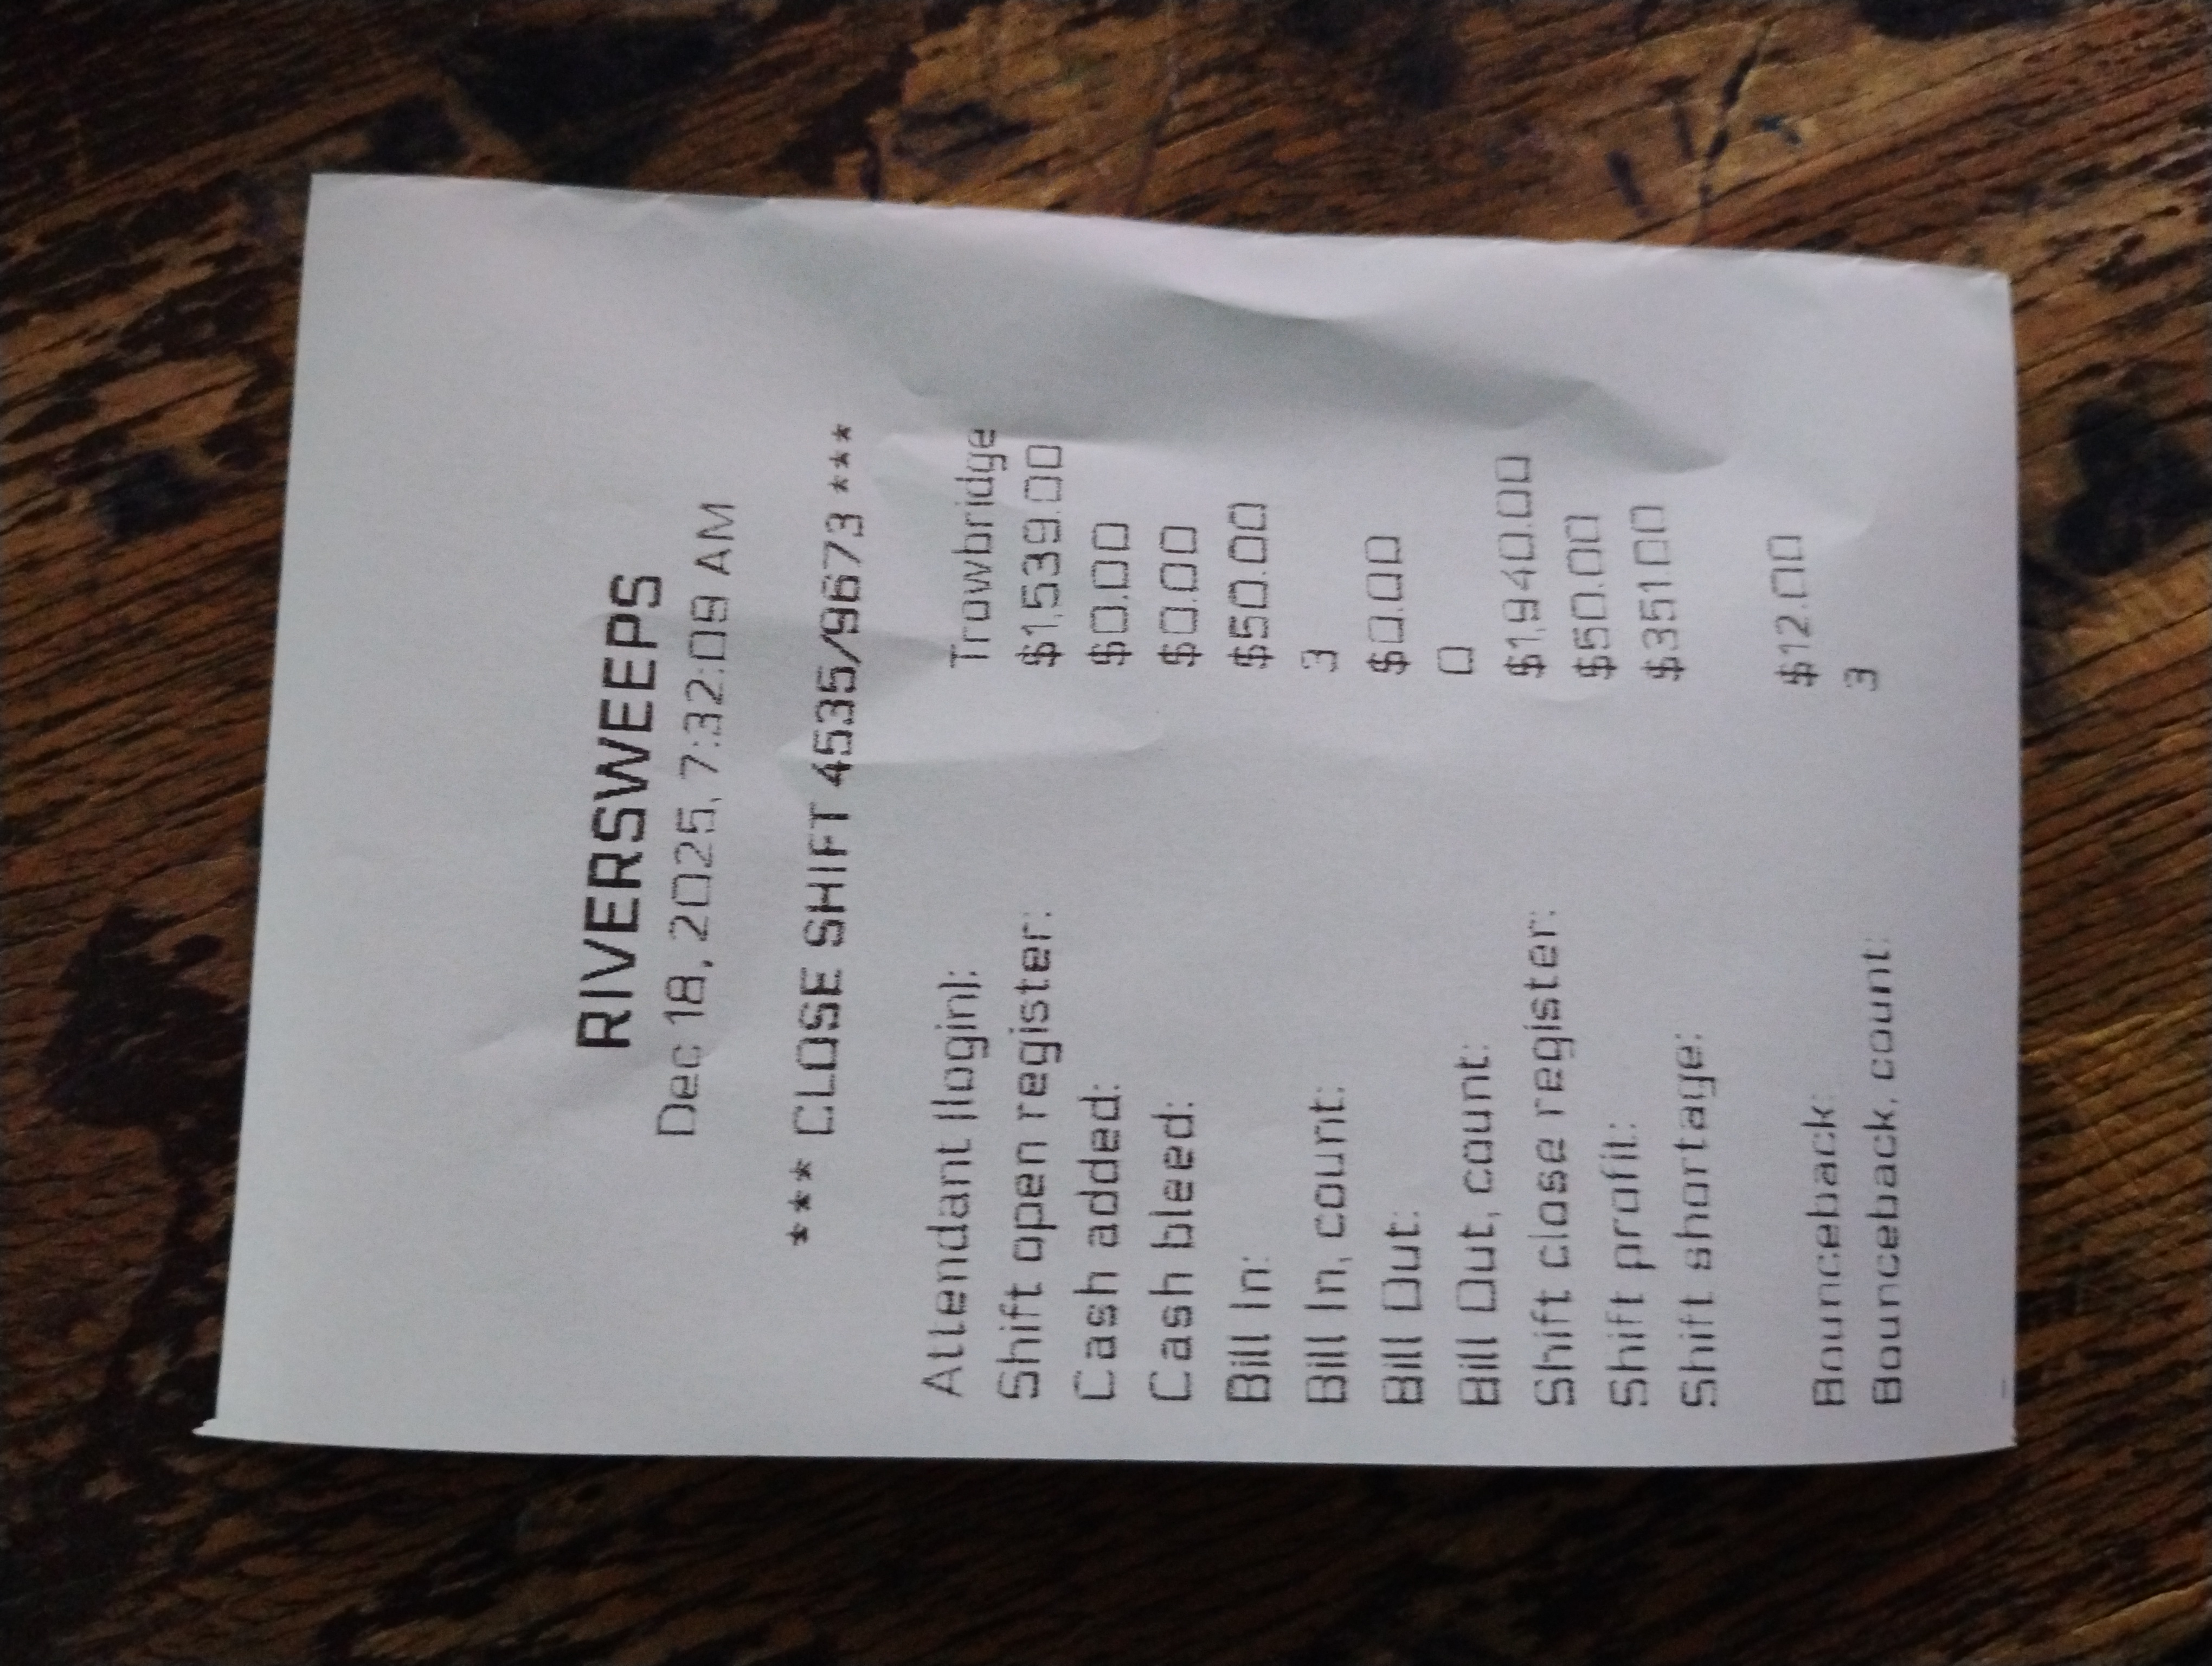 RIVERSWEEPS
Dec 18, 2025, 7:32:09 AM
*** CLOSE SHIFT 4535/9673 ***
Attendant (login): Trowbridge
Shift open register: $1,539.00
Cash added: $0.00
Cash bleed: $0.00
Bill In: $50.00
Bill In, count: 3
Bill Out: $0.00
Bill Out, count: 0
Shift close register: $1,940.00
Shift profit: $50.00
Shift shortage: $351.00
Bounceback: $12.00
Bounceback, count: 3